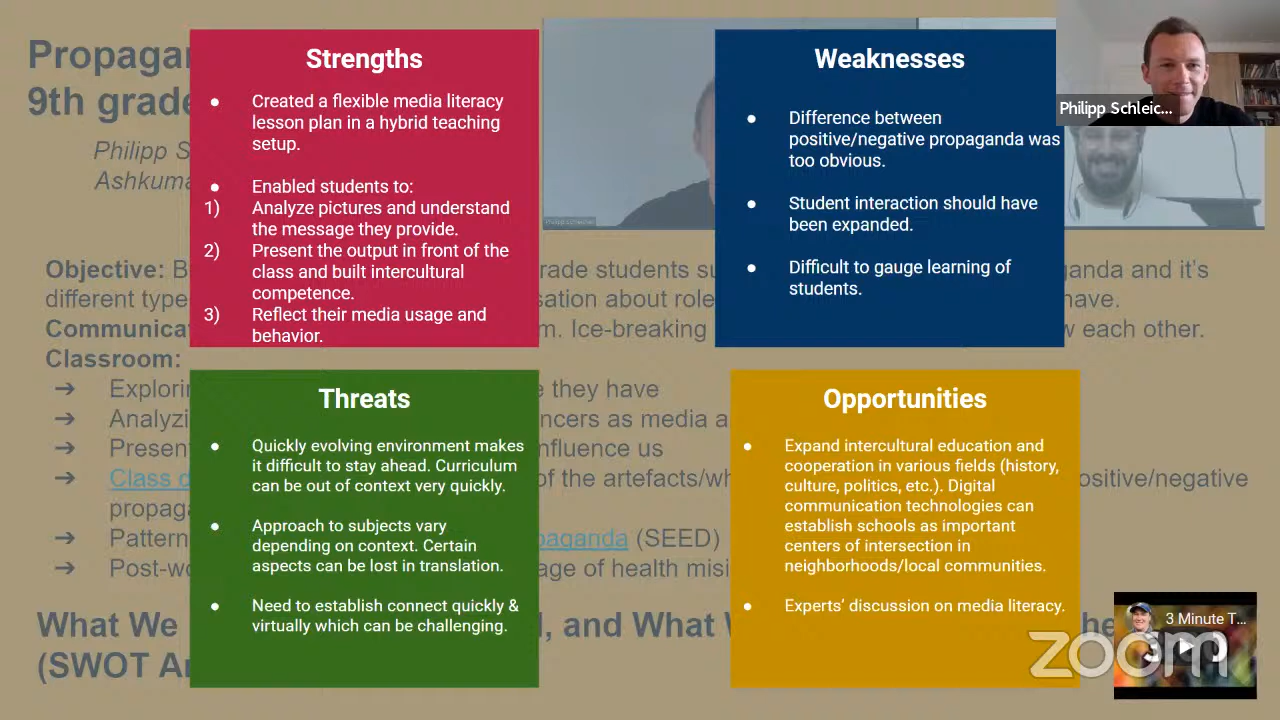 Propagan
9th grade
Philipp S
Ashkuma
Strengths
Created a flexible media literacy
lesson plan in a hybrid teaching
setup.
Enabled students to:
1) Analyze pictures and understand
the message they provide.
2) Present the output in front of the
class and built intercultural
competence.
3) Reflect their media usage and
behavior.
Weaknesses
Difference between
positive/negative propaganda was
too obvious.
Student interaction should have
been expanded.
Difficult to gauge learning of
students.
Philipp Schleic...
Objective: B grade students su ganda and it's
different type sation about role have.
Communica m. Ice-breaking w each other.
Classroom:
Explori e they have
Analyzi ncers as media a
Present nfluence us
Class d of the artefacts/wh ositive/negative
propaga
Pattern paganda (SEED)
Post-wo age of health misi
What We d, and What W he
(SWOT An
Threats
Quickly evolving environment makes
it difficult to stay ahead. Curriculum
can be out of context very quickly.
Approach to subjects vary
depending on context. Certain
aspects can be lost in translation.
Need to establish connect quickly &
virtually which can be challenging.
Opportunities
Expand intercultural education and
cooperation in various fields (history,
culture, politics, etc.). Digital
communication technologies can
establish schools as important
centers of intersection in
neighborhoods/local communities.
Experts' discussion on media literacy.
3 Minute T...
zoom